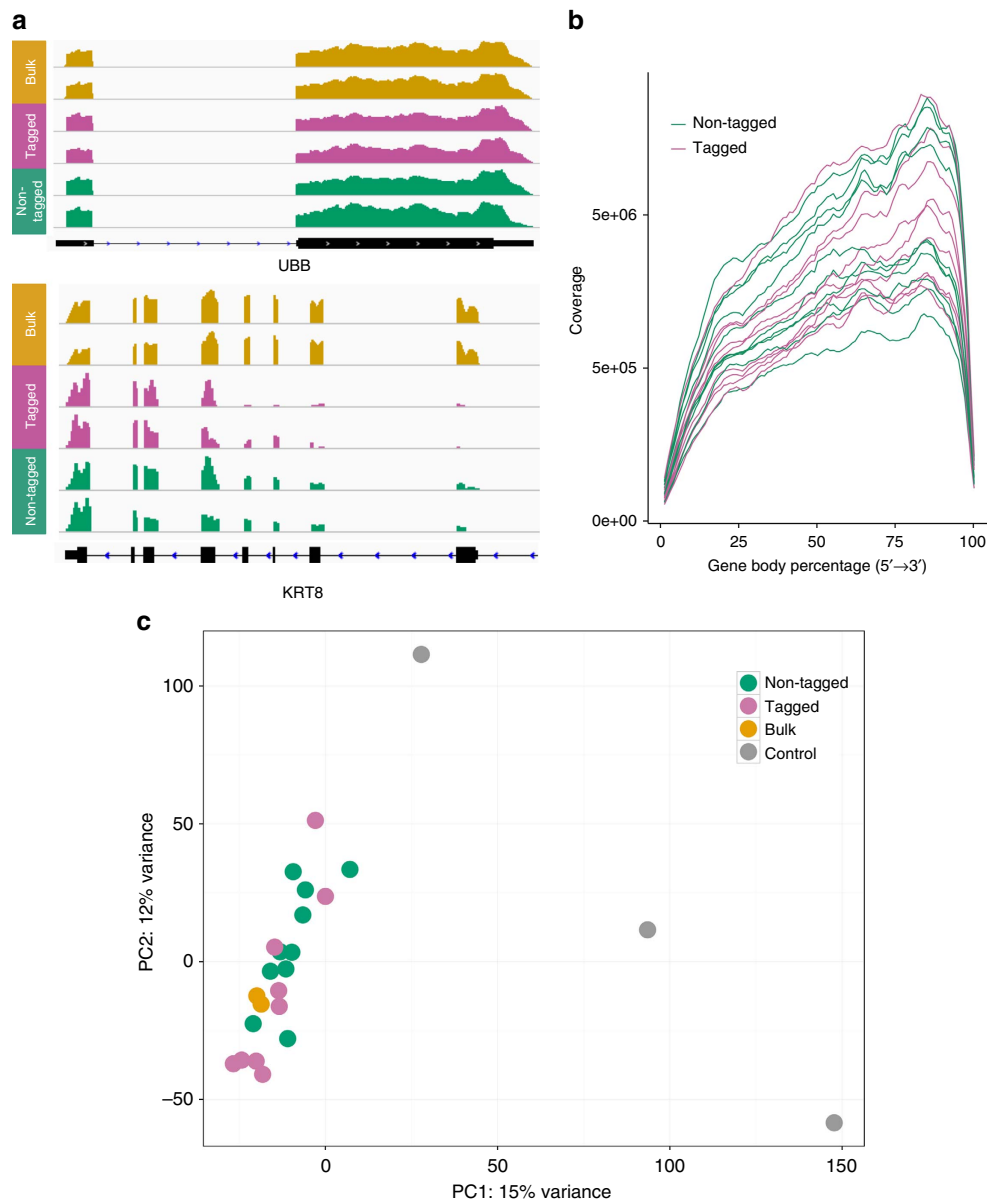 a
Bulk
Tagged
Non-
tagged
UBB
Bulk
Tagged
Non-tagged
KRT8
b
Non-tagged
Tagged
5e+06
5e+05
0e+00
Coverage
0
25
50
75
100
Gene body percentage (5′→3′)
c
100
50
0
−50
PC2: 12% variance
Non-tagged
Tagged
Bulk
Control
0
50
100
150
PC1: 15% variance